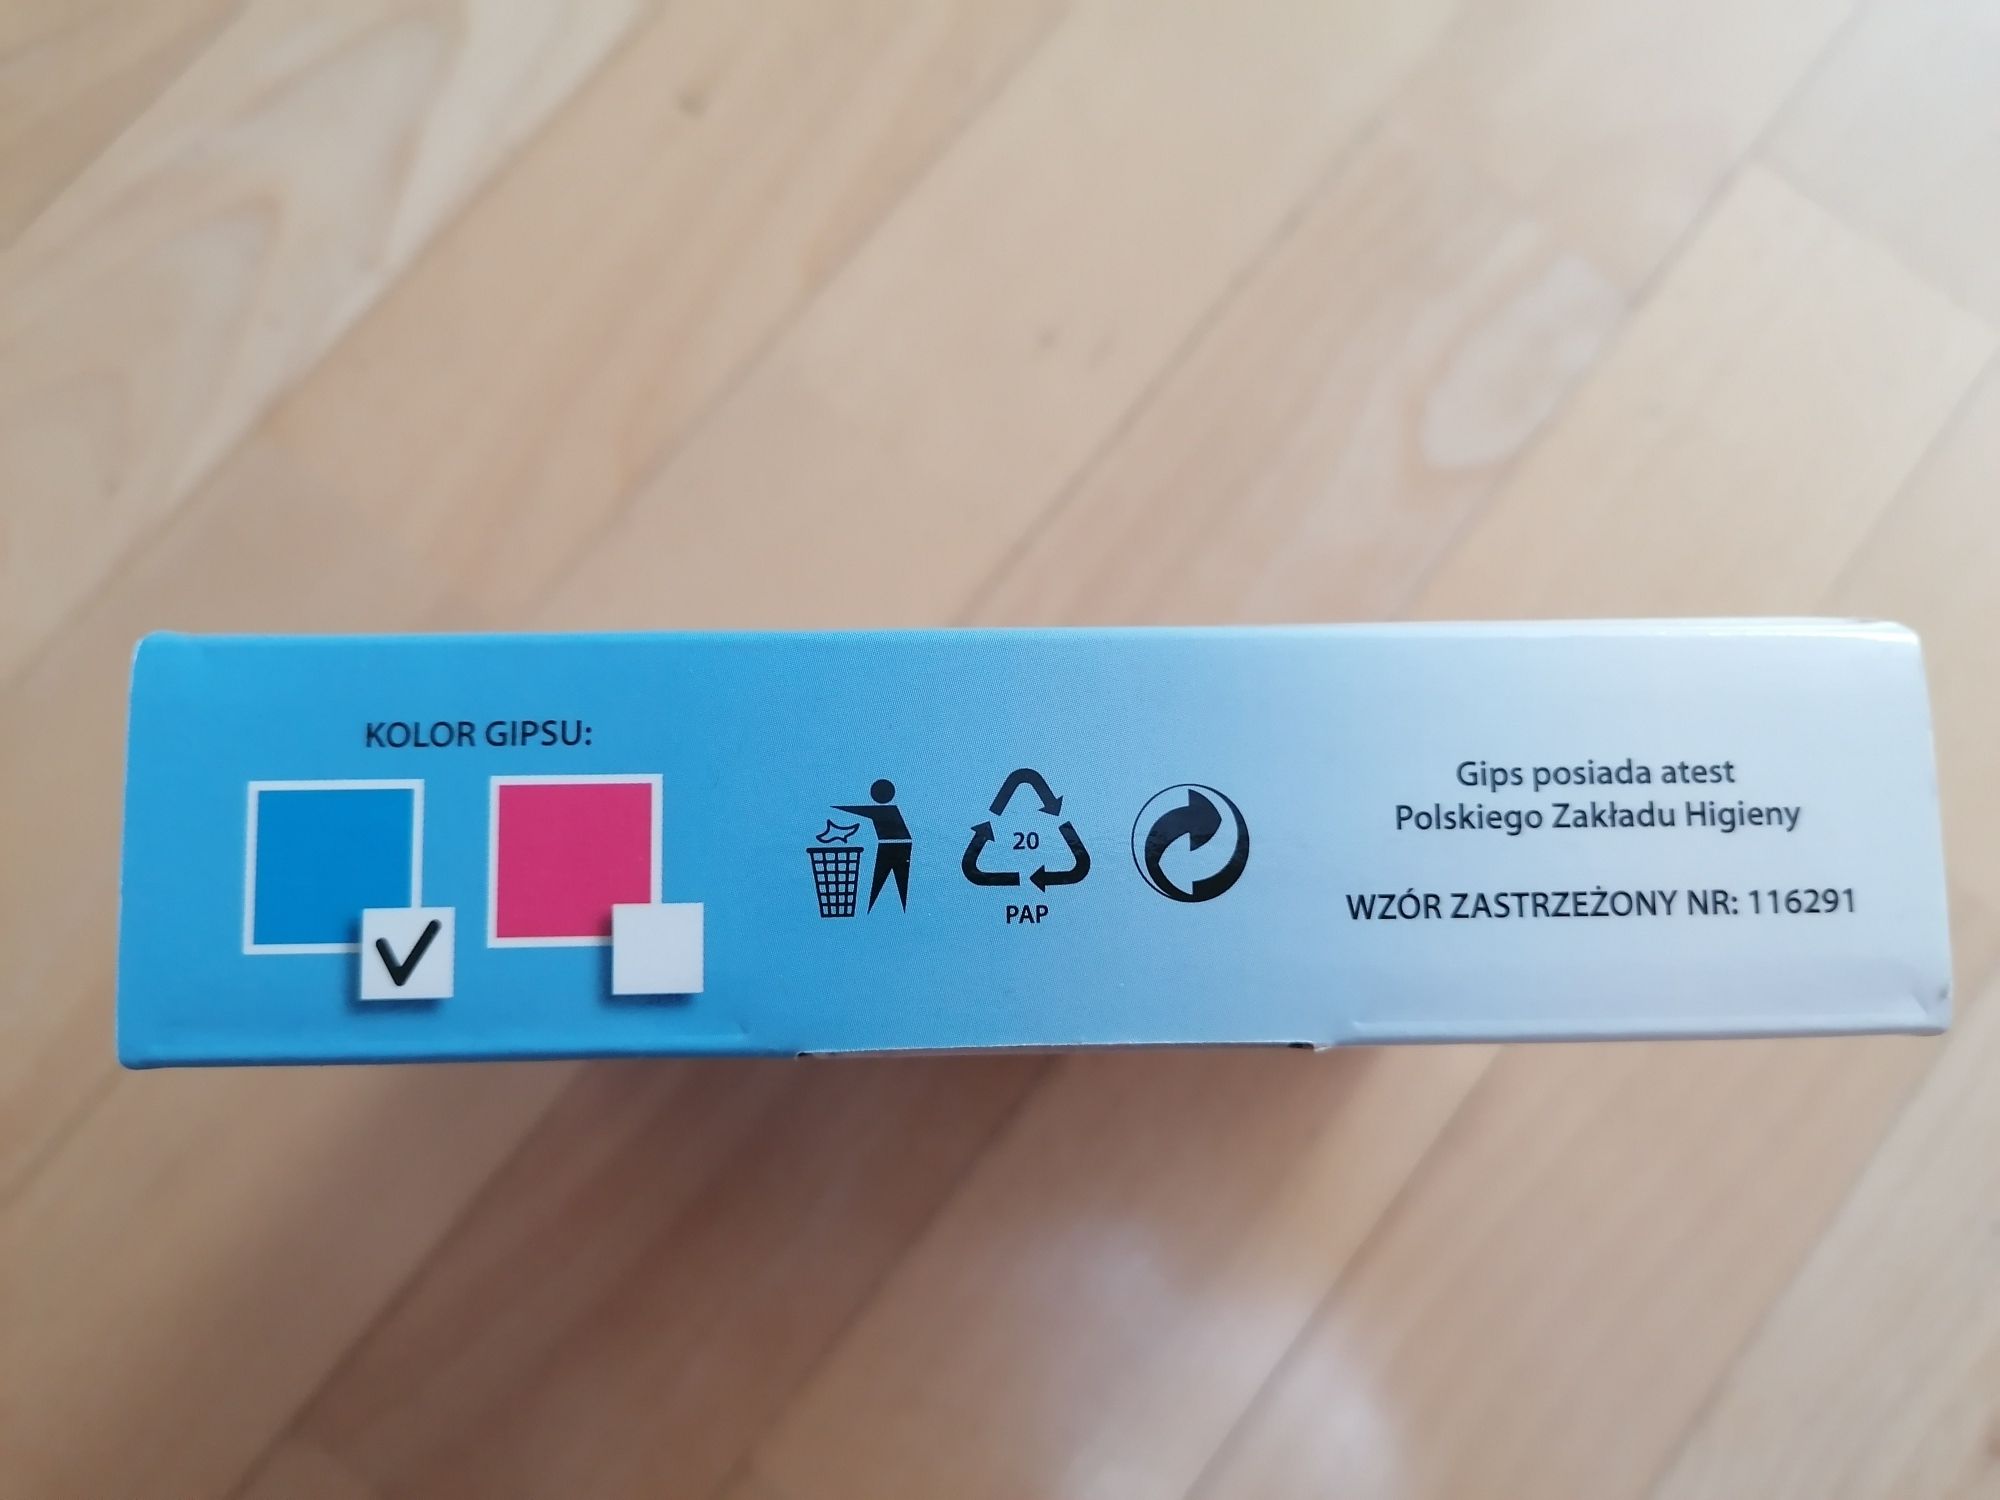 KOLOR GIPSU:
20
PAP
Gips posiada atest
Polskiego Zakładu Higieny
WZÓR ZASTRZEŻONY NR: 116291